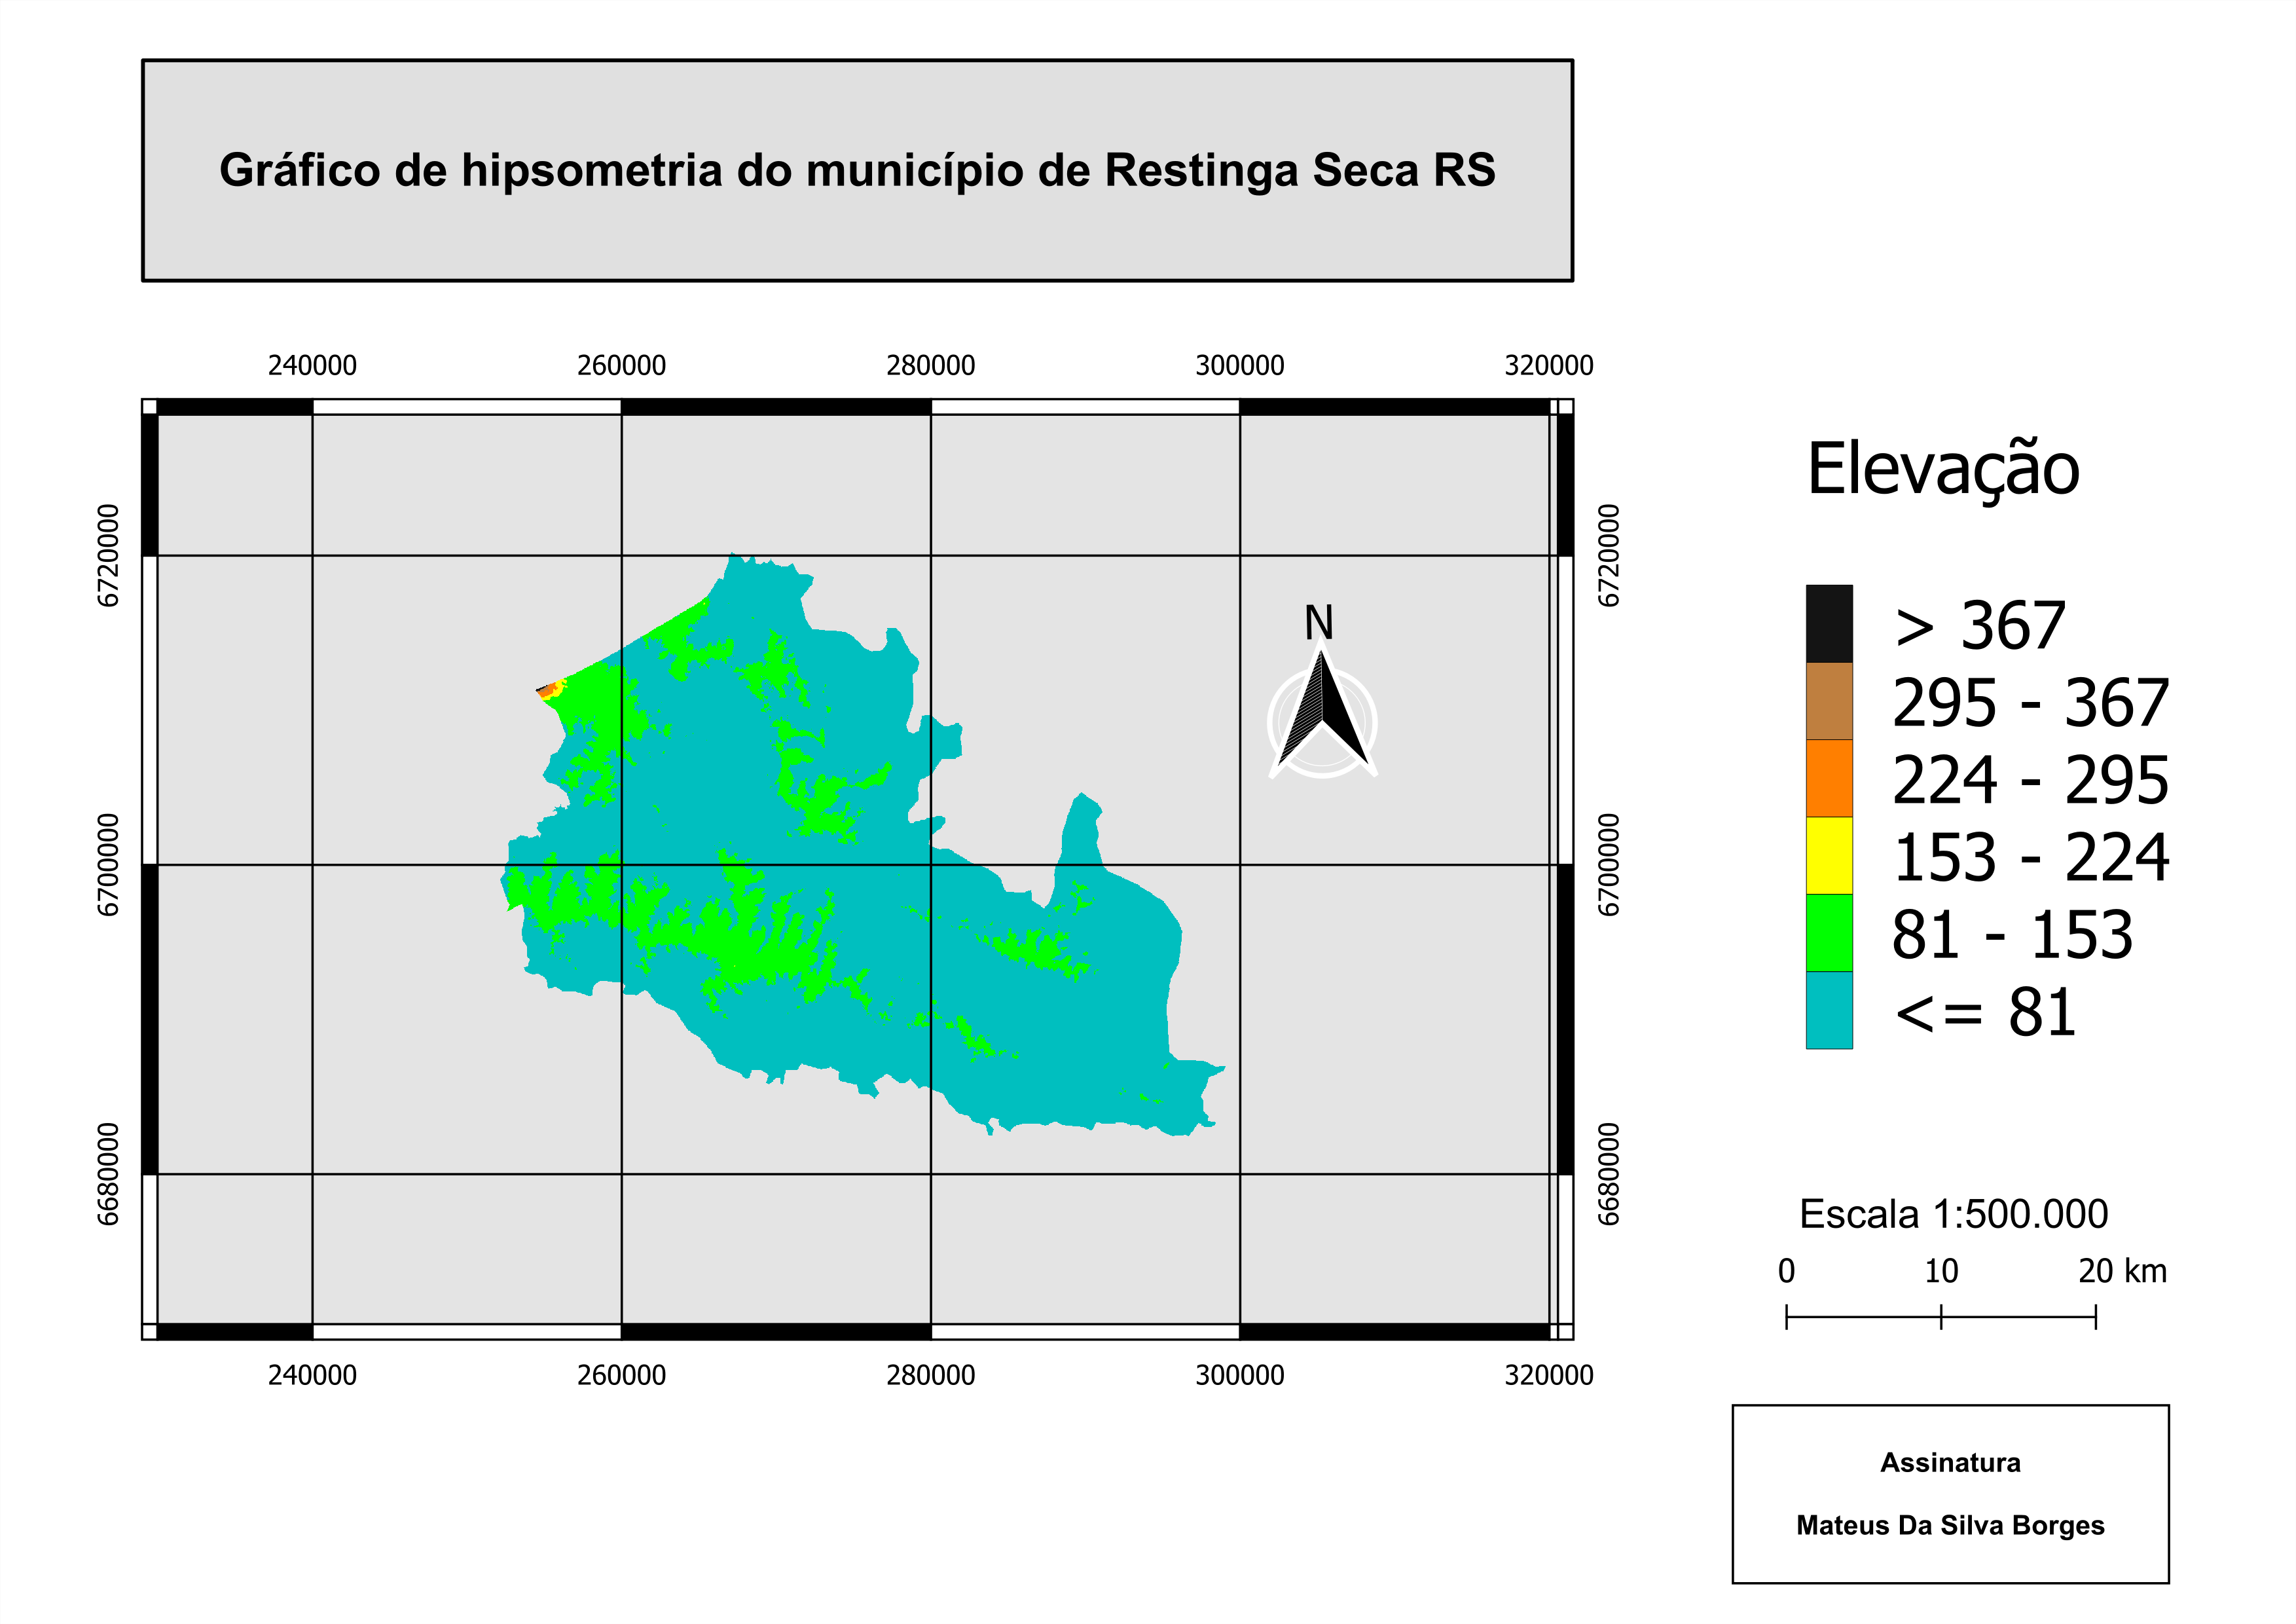 Gráfico de hipsometria do município de Restinga Seca RS
240000 260000 280000 300000 320000
6720000 6720000
6700000 6700000
6680000 6680000
N
240000 260000 280000 300000 320000
Elevação
> 367
295 - 367
224 - 295
153 - 224
81 - 153
<= 81
Escala 1:500.000
0 10 20 km
Assinatura
Mateus Da Silva Borges